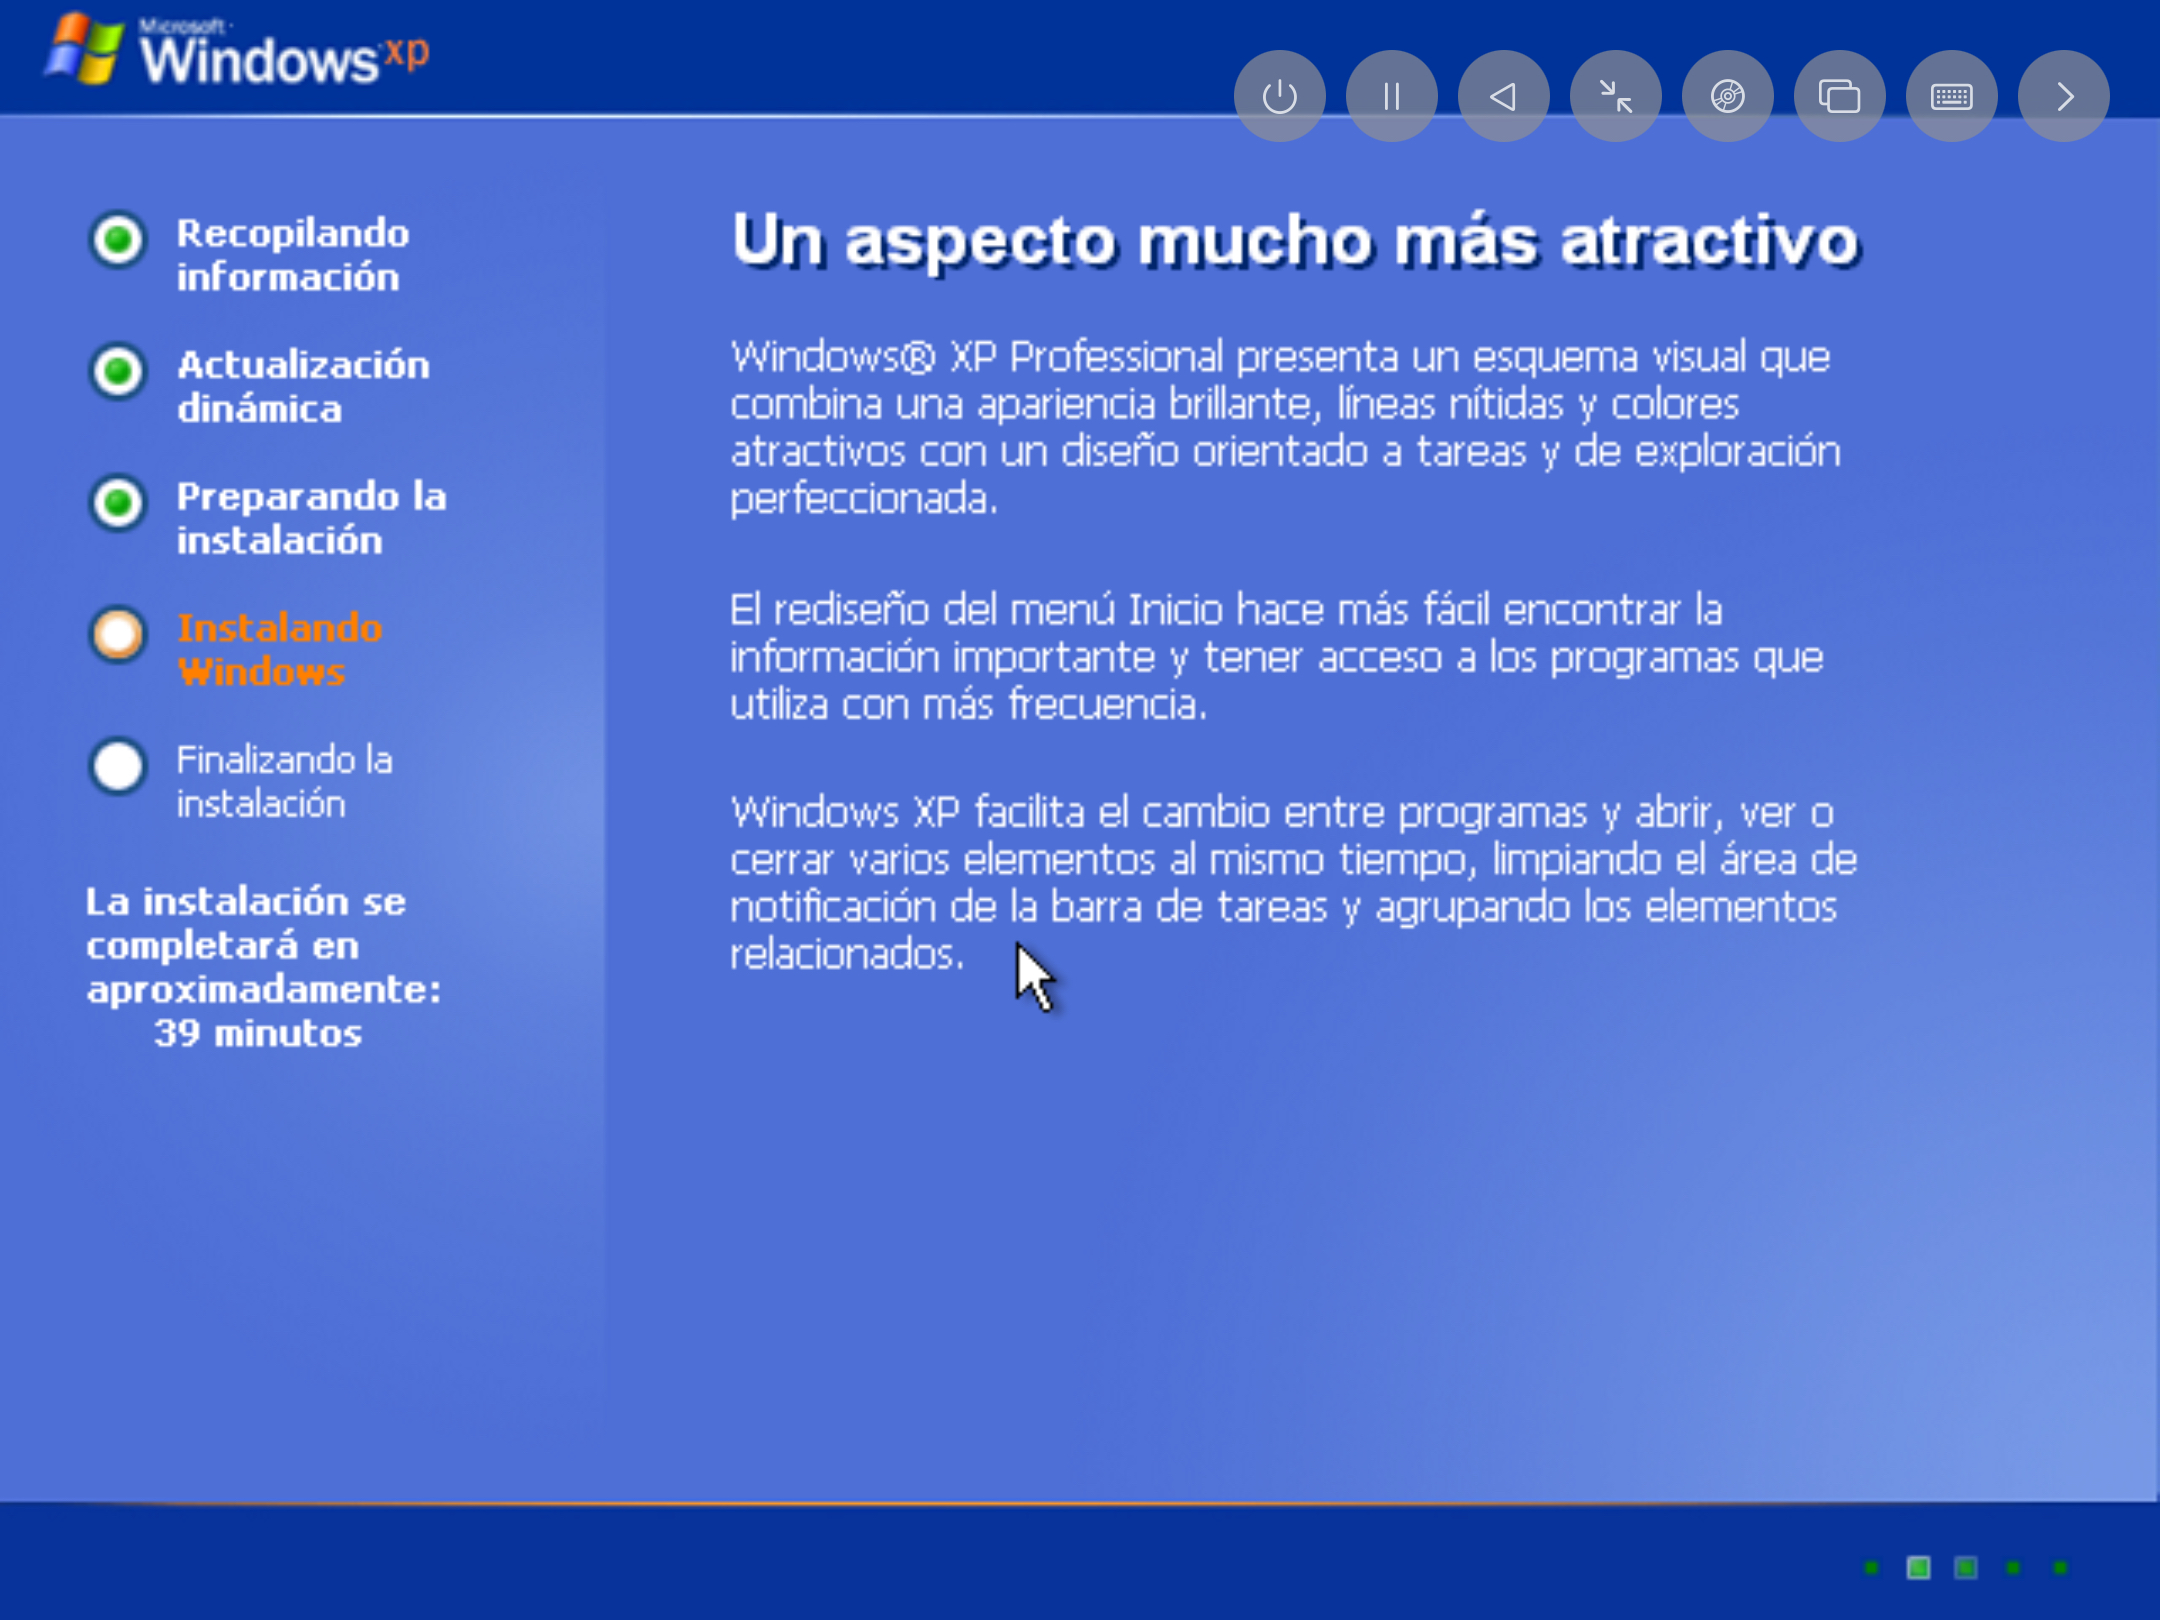 Microsoft
Windows xp
Recopilando
información
Actualización
dinámica
Preparando la
instalación
Instalando
Windows
Finalizando la
instalación
La instalación se
completará en
aproximadamente:
39 minutos
Un aspecto mucho más atractivo
Windows® XP Professional presenta un esquema visual que
combina una apariencia brillante, líneas nítidas y colores
atractivos con un diseño orientado a tareas y de exploración
perfeccionada.
El rediseño del menú Inicio hace más fácil encontrar la
información importante y tener acceso a los programas que
utiliza con más frecuencia.
Windows XP facilita el cambio entre programas y abrir, ver o
cerrar varios elementos al mismo tiempo, limpiando el área de
notificación de la barra de tareas y agrupando los elementos
relacionados.